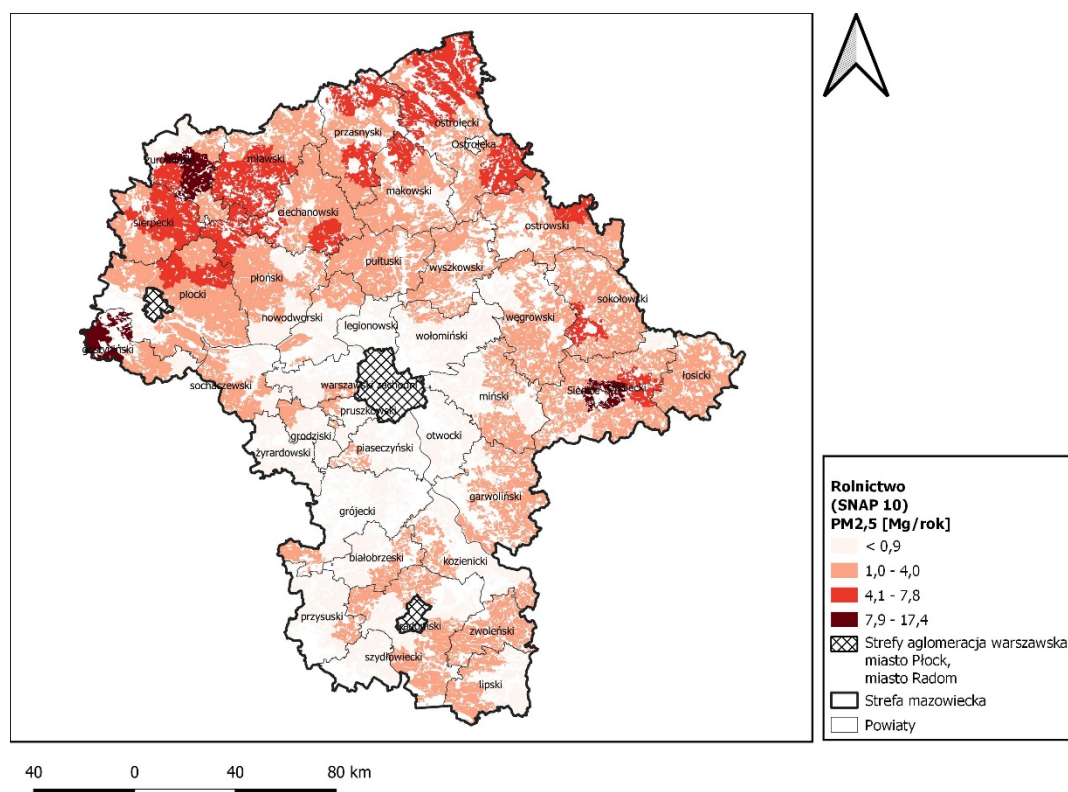 ostrołęcki
przasnyski
Ostrołęka
mławski
makowski
sierpecki
ciechanowski
ostrowski
pułtuski
wyszkowski
płoński
płocki
sokołowski
węgrowski
nowodworski
legionowski
wołomiński
sochaczewski
łosicki
warszawski zachodni
miński
pruszkowski
grodziski
otwocki
żyrardowski
piaseczyński
garwoliński
grójecki
białobrzeski
kozienicki
przysuski
zwoleński
szydłowiecki
lipski
Rolnictwo
(SNAP 10)
PM2,5 [Mg/rok]
< 0,9
1,0 - 4,0
4,1 - 7,8
7,9 - 17,4
Strefy aglomeracja warszawska
miasto Płock,
miasto Radom
Strefa mazowiecka
Powiaty
40 0 40 80 km